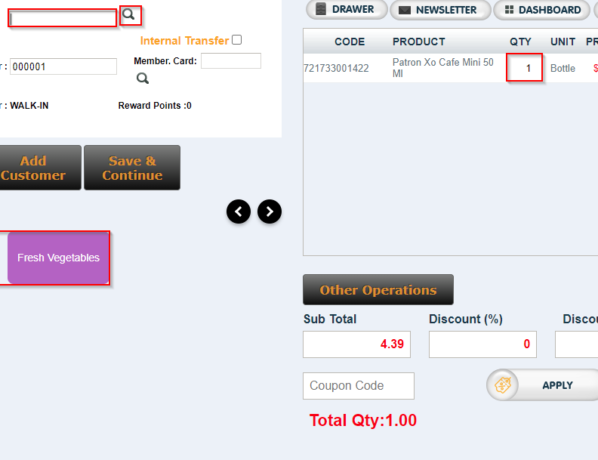 DRAWER NEWSLETTER DASHBOARD
Internal Transfer
: 000001
Member. Card:
: WALK-IN Reward Points :0
CODE PRODUCT QTY UNIT PR
721733001422 Patron Xo Cafe Mini 50 Ml 1 Bottle $
Add Customer
Save & Continue
Fresh Vegetables
Other Operations
Sub Total Discount (%) Discou
4.39 0
Coupon Code APPLY
Total Qty:1.00